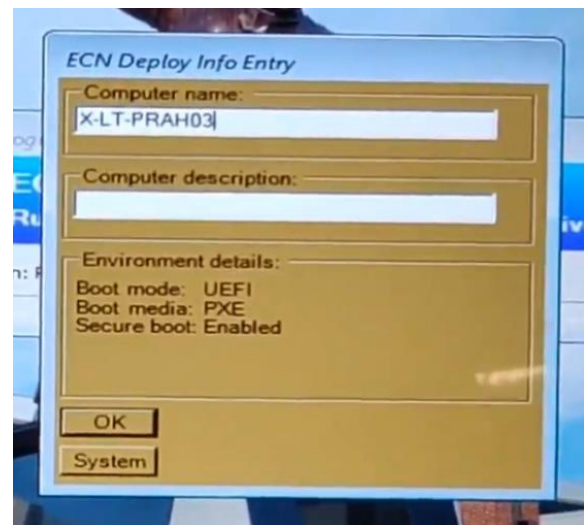 ECN Deploy Info Entry
Computer name:
X-LT-PRAH03
Computer description:
Environment details:
Boot mode: UEFI
Boot media: PXE
Secure boot: Enabled
OK
System